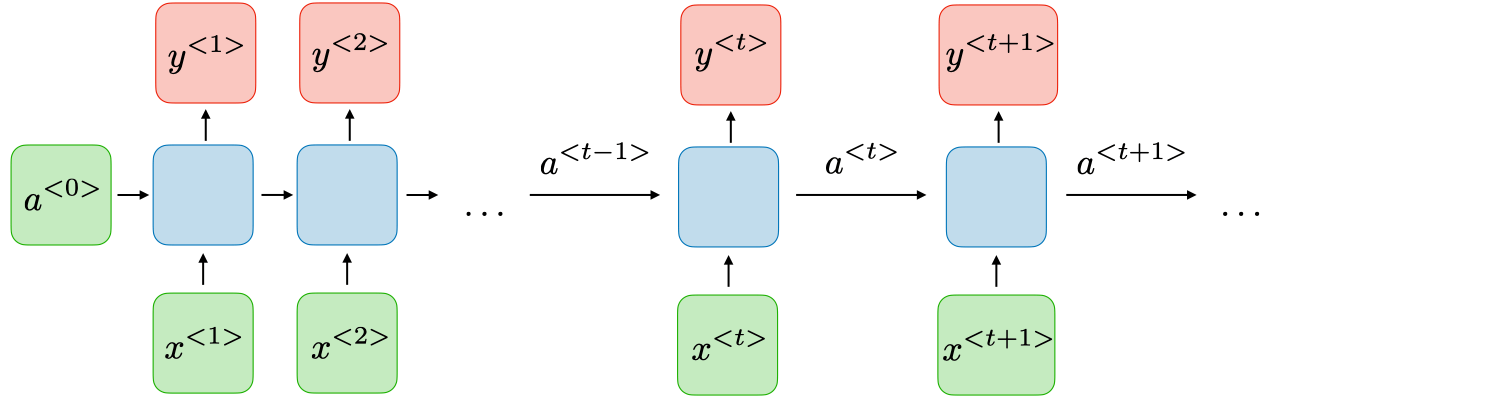 y^{<1>} y^{<2>} y^{<t>} y^{<t+1>}
a^{<0>} ... a^{<t-1>} a^{<t>} a^{<t+1>} ...
x^{<1>} x^{<2>} x^{<t>} x^{<t+1>}